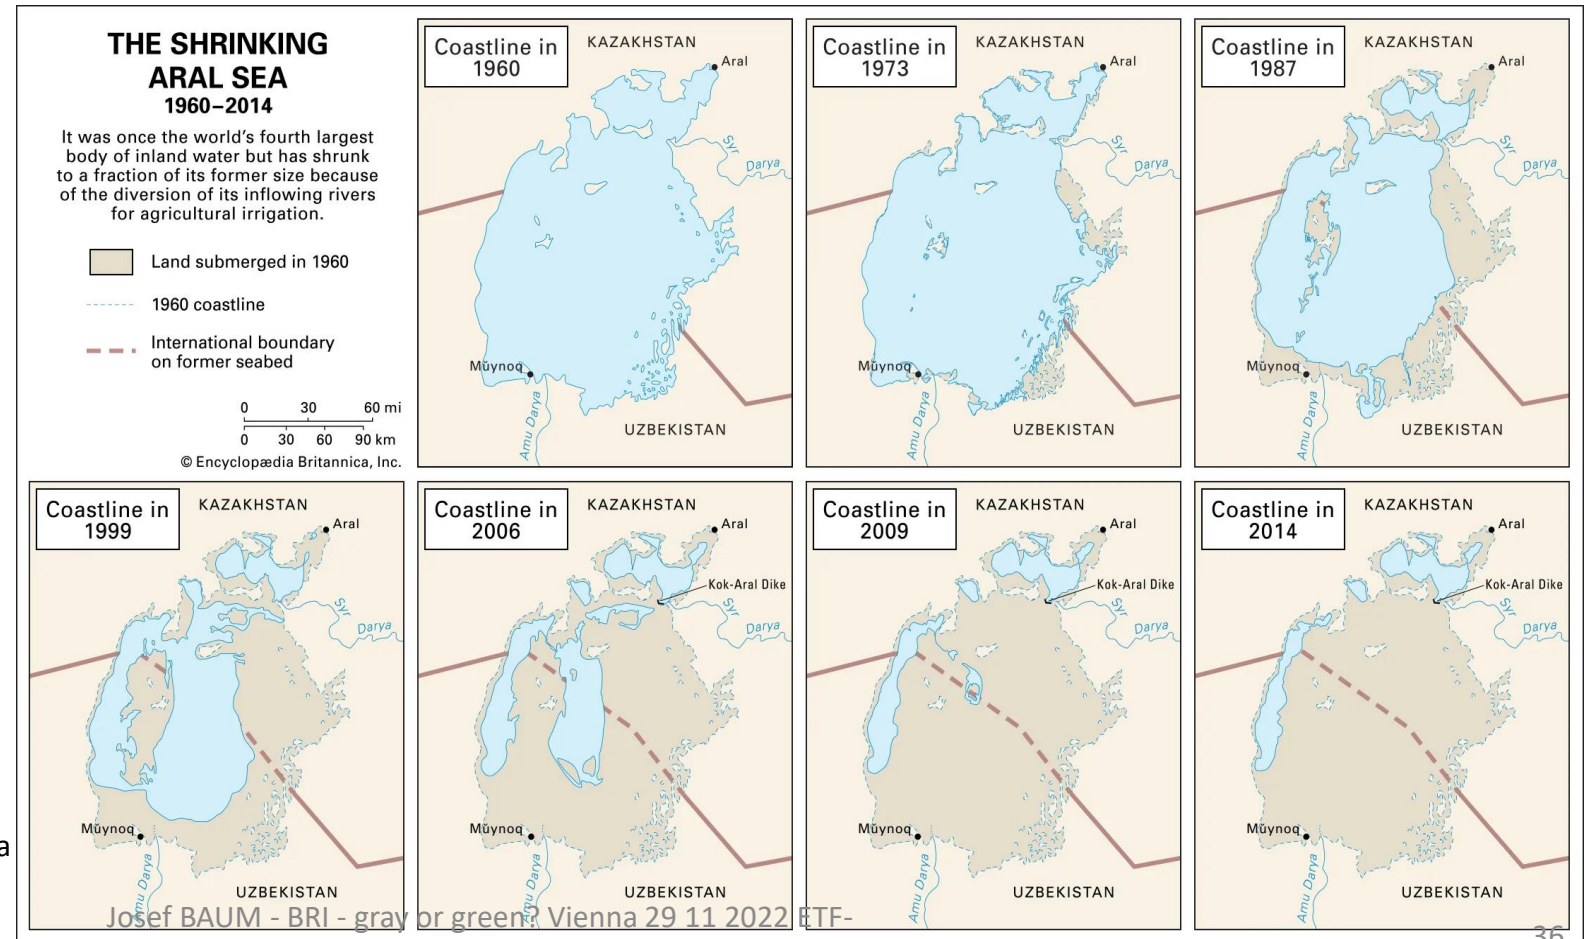 THE SHRINKING
ARAL SEA
1960–2014
It was once the world's fourth largest
body of inland water but has shrunk
to a fraction of its former size because
of the diversion of its inflowing rivers
for agricultural irrigation.
Land submerged in 1960
1960 coastline
International boundary
on former seabed
0 30 60 mi
0 30 60 90 km
© Encyclopædia Britannica, Inc.
Coastline in
1960
KAZAKHSTAN
Aral
Syr
Darya
Mŭynoq
Amu Darya
UZBEKISTAN
Coastline in
1973
KAZAKHSTAN
Aral
Syr
Darya
Mŭynoq
Amu Darya
UZBEKISTAN
Coastline in
1987
KAZAKHSTAN
Aral
Syr
Darya
Mŭynoq
Amu Darya
UZBEKISTAN
Coastline in
1999
KAZAKHSTAN
Aral
Syr
Darya
Mŭynoq
Amu Darya
UZBEKISTAN
Coastline in
2006
KAZAKHSTAN
Aral
Kok-Aral Dike
Syr
Darya
Mŭynoq
Amu Darya
UZBEKISTAN
Coastline in
2009
KAZAKHSTAN
Aral
Kok-Aral Dike
Syr
Darya
Mŭynoq
Amu Darya
UZBEKISTAN
Coastline in
2014
KAZAKHSTAN
Aral
Kok-Aral Dike
Syr
Darya
Mŭynoq
Amu Darya
UZBEKISTAN
a
Josef BAUM - BRI - gray or green? Vienna 29 11 2022 ETF-
36